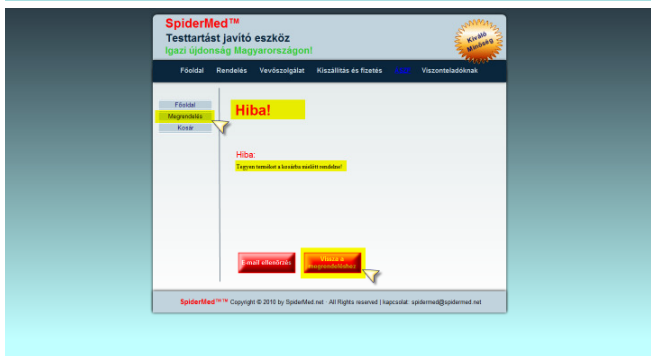 SpiderMed™
Testtartást javító eszköz
Igazi újdonság Magyarországon!
Kiváló
Minőség
Főoldal Rendelés Vevőszolgálat Kiszállítás és fizetés Viszonteladóknak
Főoldal
Megrendelés
Kosár
Hiba!
Hiba:
Tegyen terméket a kosárba mielőtt rendelne!
E-mail ellenőrzés
Vissza a
megrendeléshez
SpiderMed™ ™ Copyright © 2010 by SpiderMed.net - All Rights reserved | kapcsolat: spidermed@spidermed.net